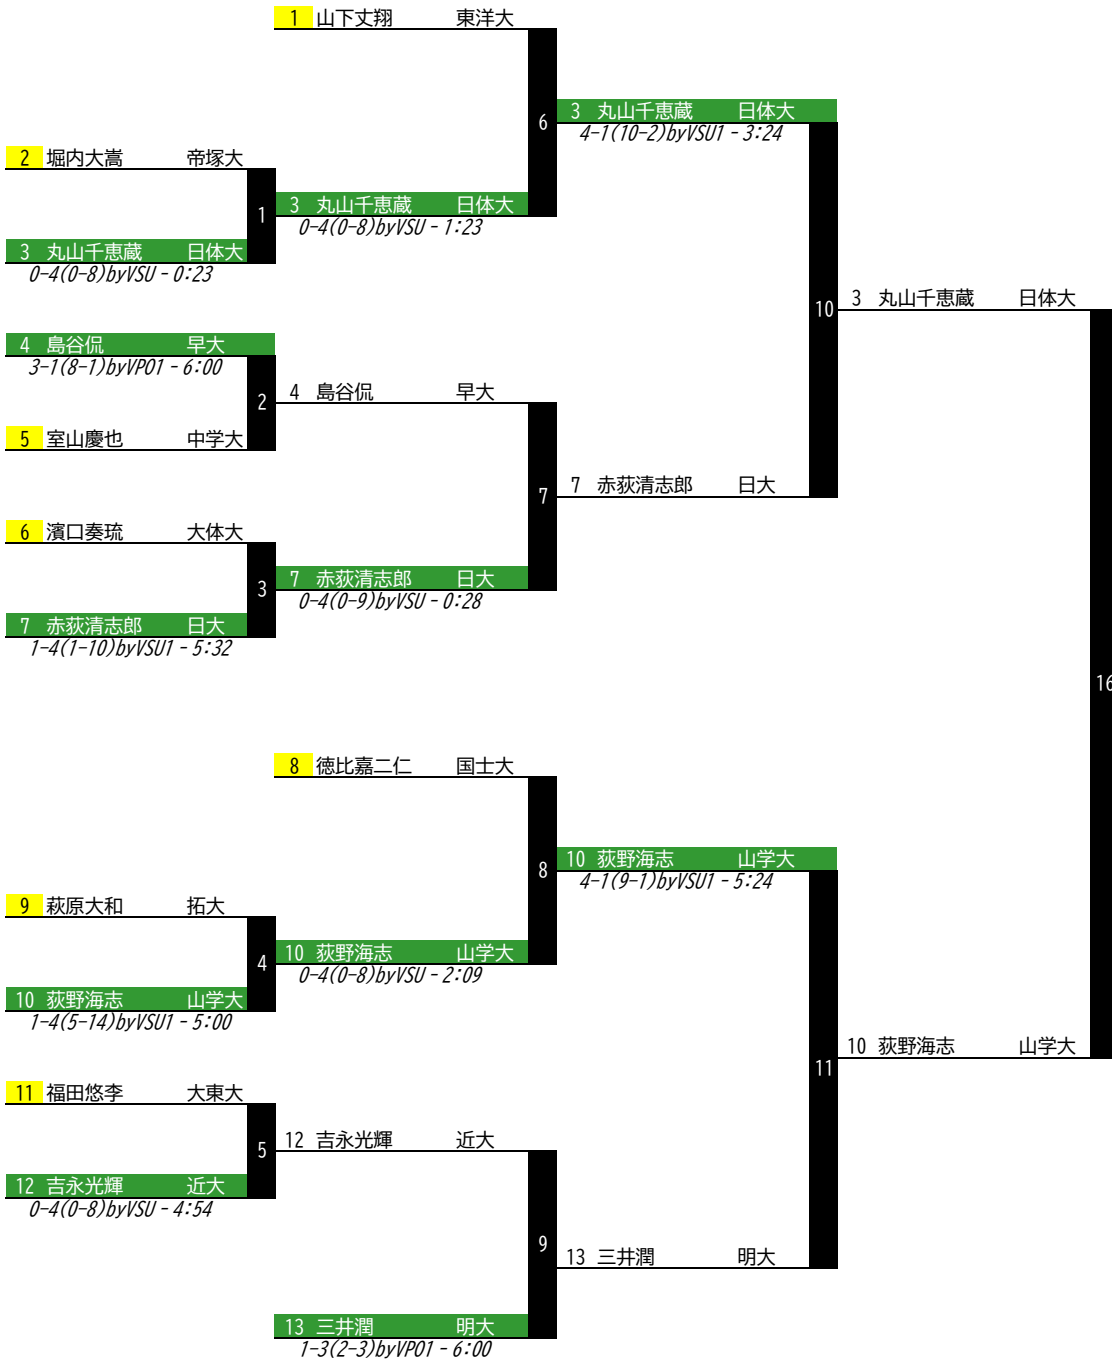 1 山下丈翔 東洋大
6
3 丸山千恵蔵 日体大
4-1(10-2)byVSU1 - 3:24
2 堀内大嵩 帝塚大
1
3 丸山千恵蔵 日体大
0-4(0-8)byVSU - 1:23
3 丸山千恵蔵 日体大
0-4(0-8)byVSU - 0:23
10
3 丸山千恵蔵 日体大
4 島谷侃 早大
3-1(8-1)byVPO1 - 6:00
2
4 島谷侃 早大
5 室山慶也 中学大
7
7 赤荻清志郎 日大
6 濱口奏琉 大体大
3
7 赤荻清志郎 日大
0-4(0-9)byVSU - 0:28
7 赤荻清志郎 日大
1-4(1-10)byVSU1 - 5:32
16
8 徳比嘉二仁 国士大
8
10 荻野海志 山学大
4-1(9-1)byVSU1 - 5:24
9 萩原大和 拓大
4
10 荻野海志 山学大
0-4(0-8)byVSU - 2:09
10 荻野海志 山学大
1-4(5-14)byVSU1 - 5:00
11
10 荻野海志 山学大
11 福田悠李 大東大
5
12 吉永光輝 近大
12 吉永光輝 近大
0-4(0-8)byVSU - 4:54
9
13 三井潤 明大
13 三井潤 明大
1-3(2-3)byVPO1 - 6:00